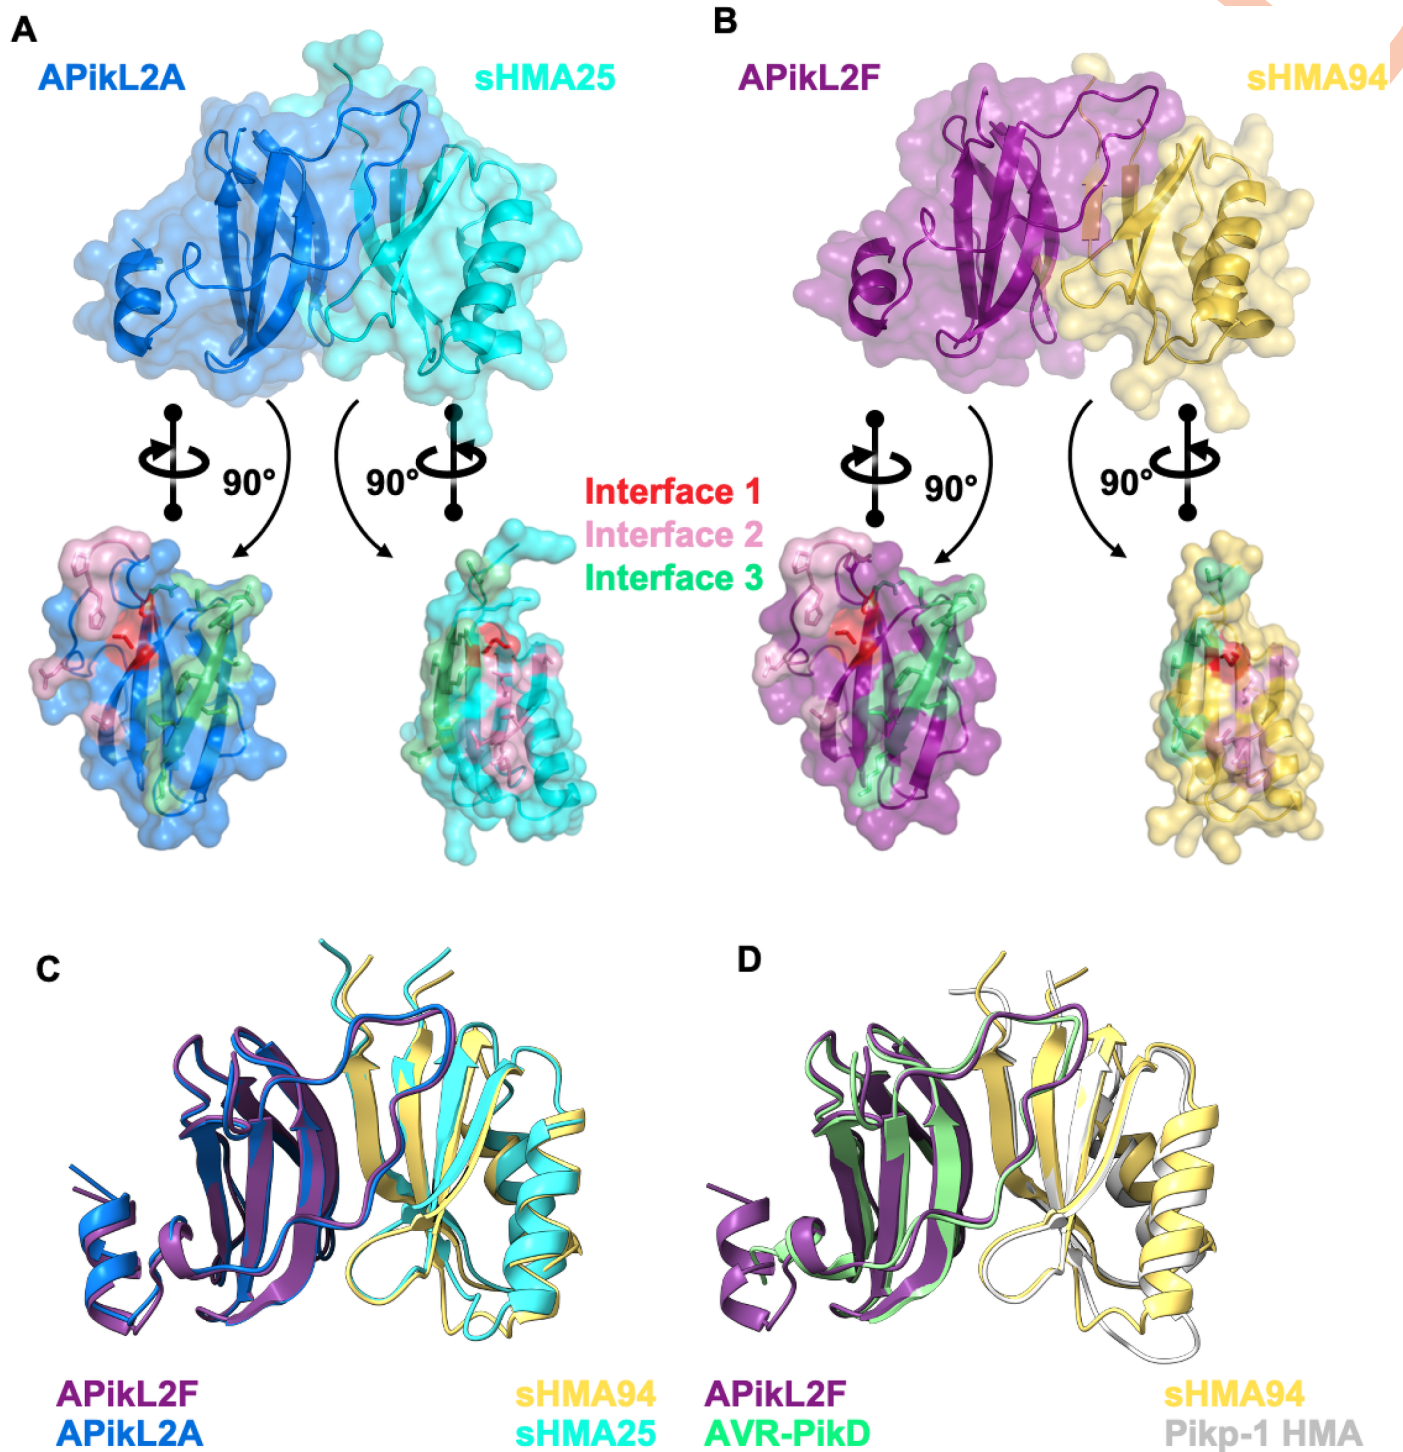 A
B
APikL2A
sHMA25
APikL2F
sHMA94
90°
90°
90°
90°
Interface 1
Interface 2
Interface 3
C
D
APikL2F
sHMA94
APikL2F
sHMA94
APikL2A
sHMA25
AVR-PikD
Pikp-1 HMA